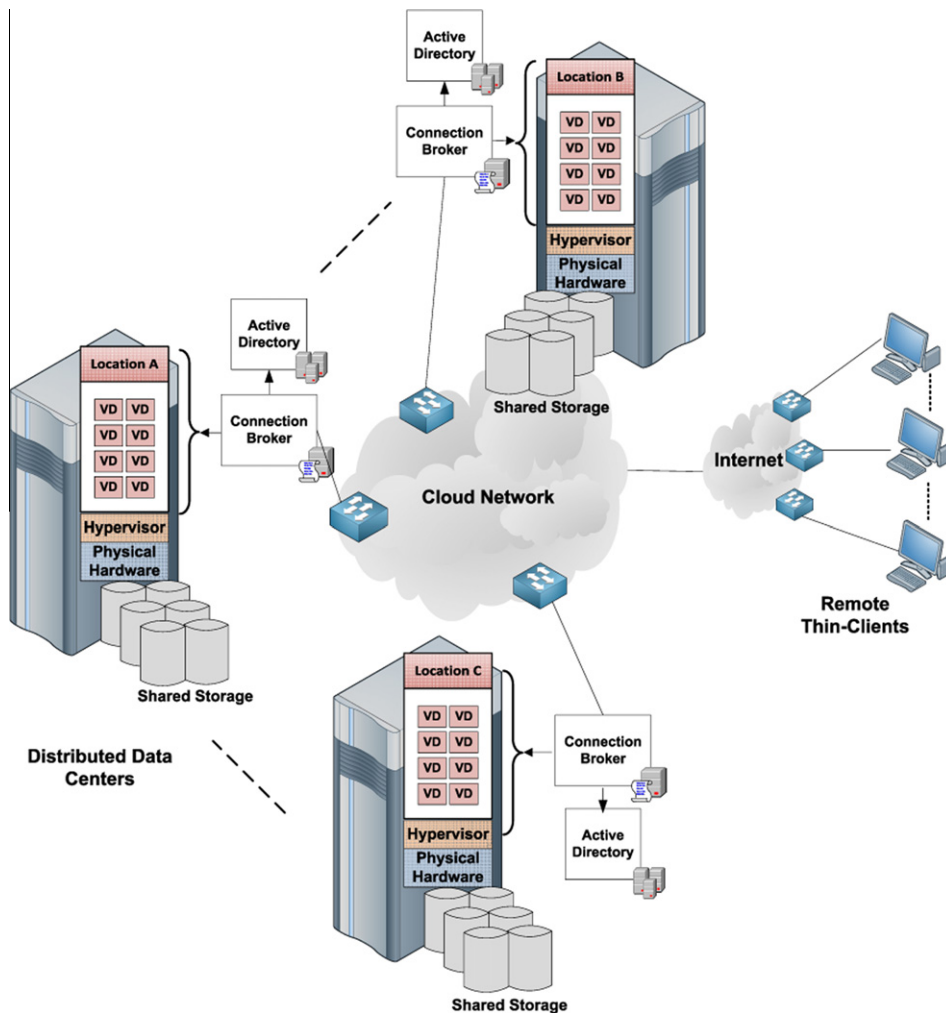 Active
Directory
Location B
VD VD
VD VD
VD VD
VD VD
Connection
Broker
Hypervisor
Physical
Hardware
Shared Storage
Active
Directory
Location A
VD VD
VD VD
VD VD
VD VD
Connection
Broker
Hypervisor
Physical
Hardware
Shared Storage
Cloud Network
Internet
Remote
Thin-Clients
Location C
VD VD
VD VD
VD VD
VD VD
Connection
Broker
Active
Directory
Hypervisor
Physical
Hardware
Shared Storage
Distributed Data
Centers